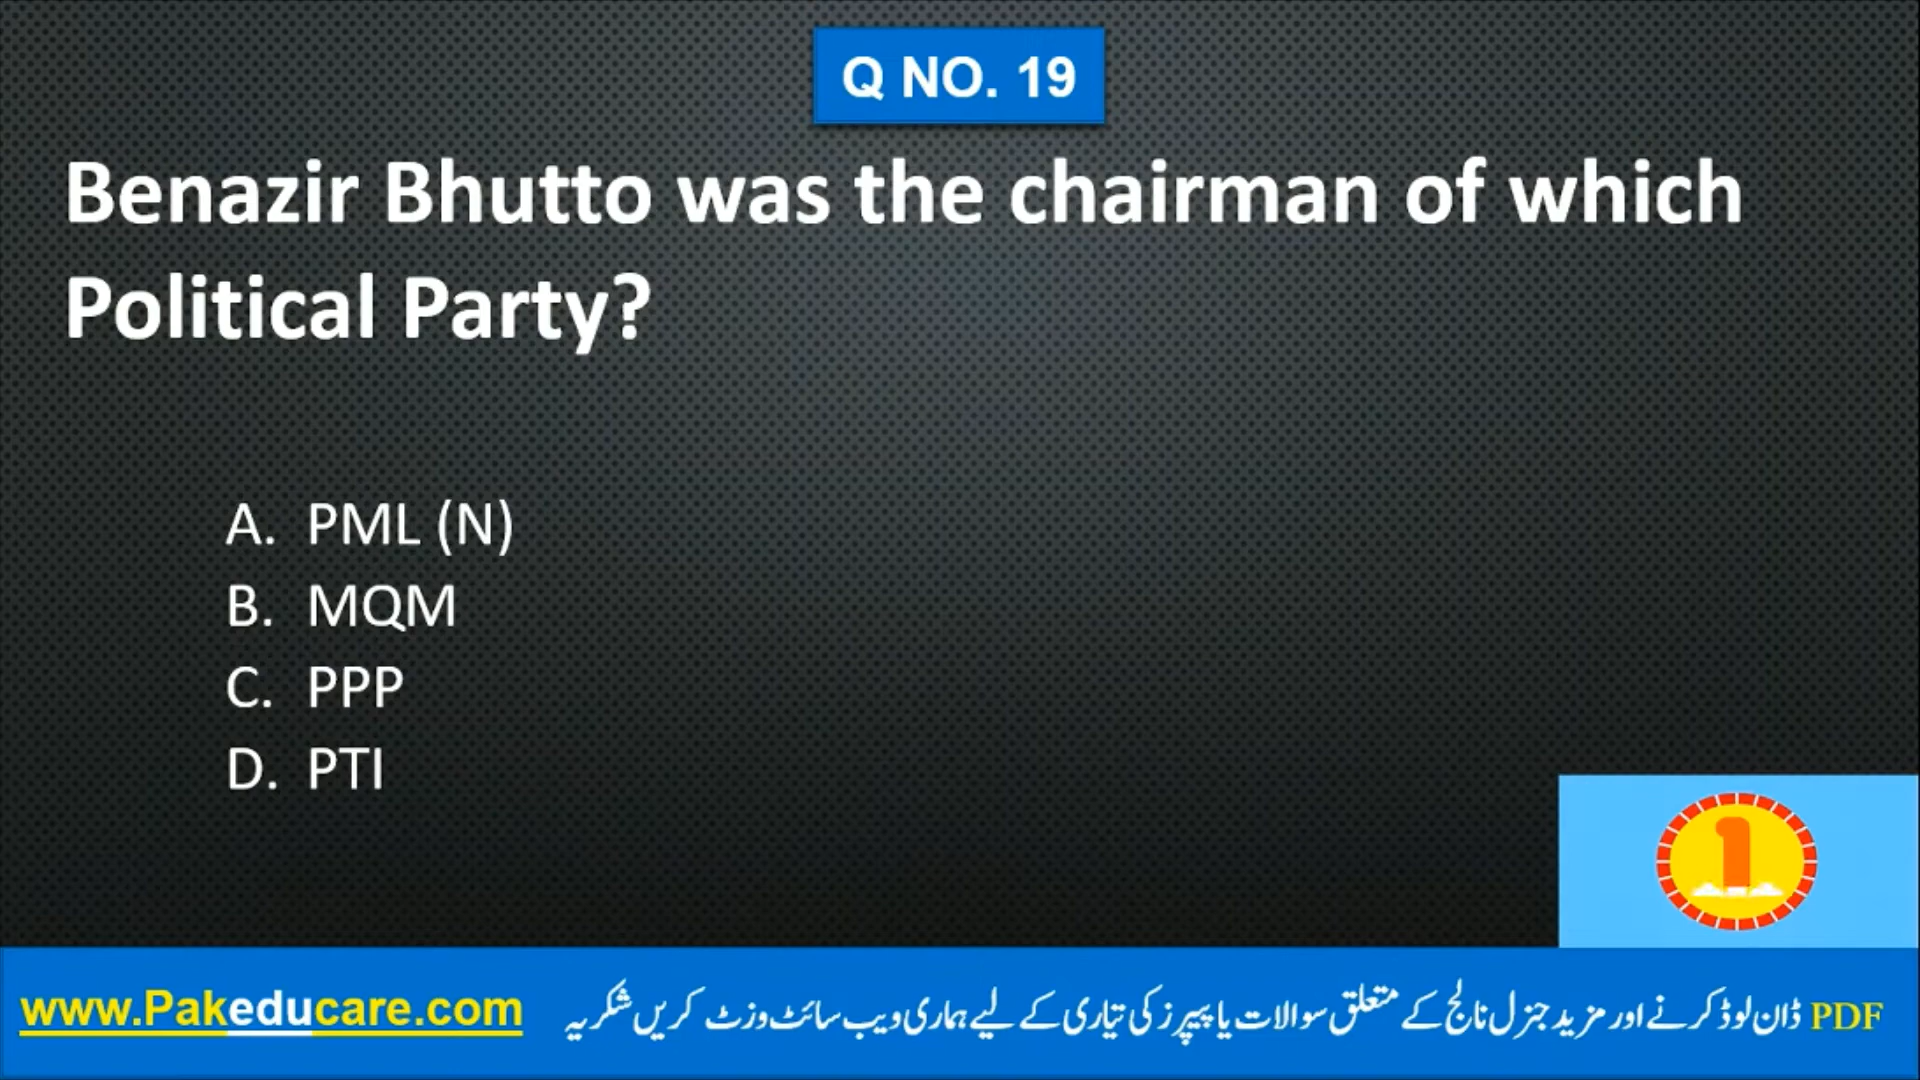 Q NO. 19
Benazir Bhutto was the chairman of which
Political Party?
A. PML (N)
B. MQM
C. PPP
D. PTI
1
www.Pakeducare.com
PDF ڈان لوڈ کرنے اور مزید جنرل نالج کے متعلق سوالات یا پیپرز کی تیاری کے لیے ہماری ویب سائٹ وزٹ کریں شکریہ